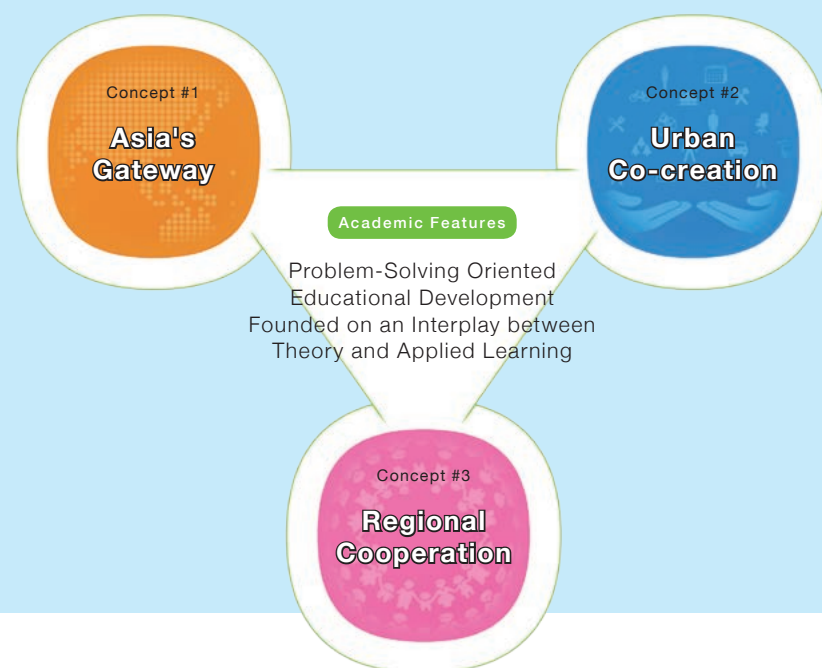 Concept #1
Asia's
Gateway
Concept #2
Urban
Co-creation
Academic Features
Problem-Solving Oriented
Educational Development
Founded on an Interplay between
Theory and Applied Learning
Concept #3
Regional
Cooperation